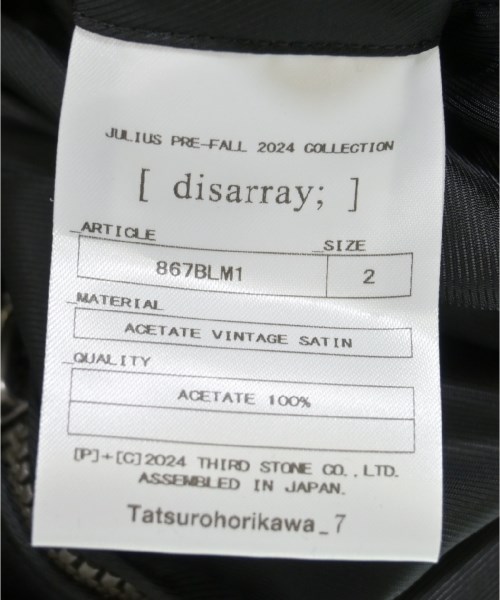 JULIUS PRE-FALL 2024 COLLECTION
[ disarray; ]
_ARTICLE _SIZE
867BLM1 2
_MATERIAL
ACETATE VINTAGE SATIN
_QUALITY
ACETATE 100%
[P]+[C]2024 THIRD STONE CO.,LTD.
ASSEMBLED IN JAPAN.
Tatsurohorikawa_7